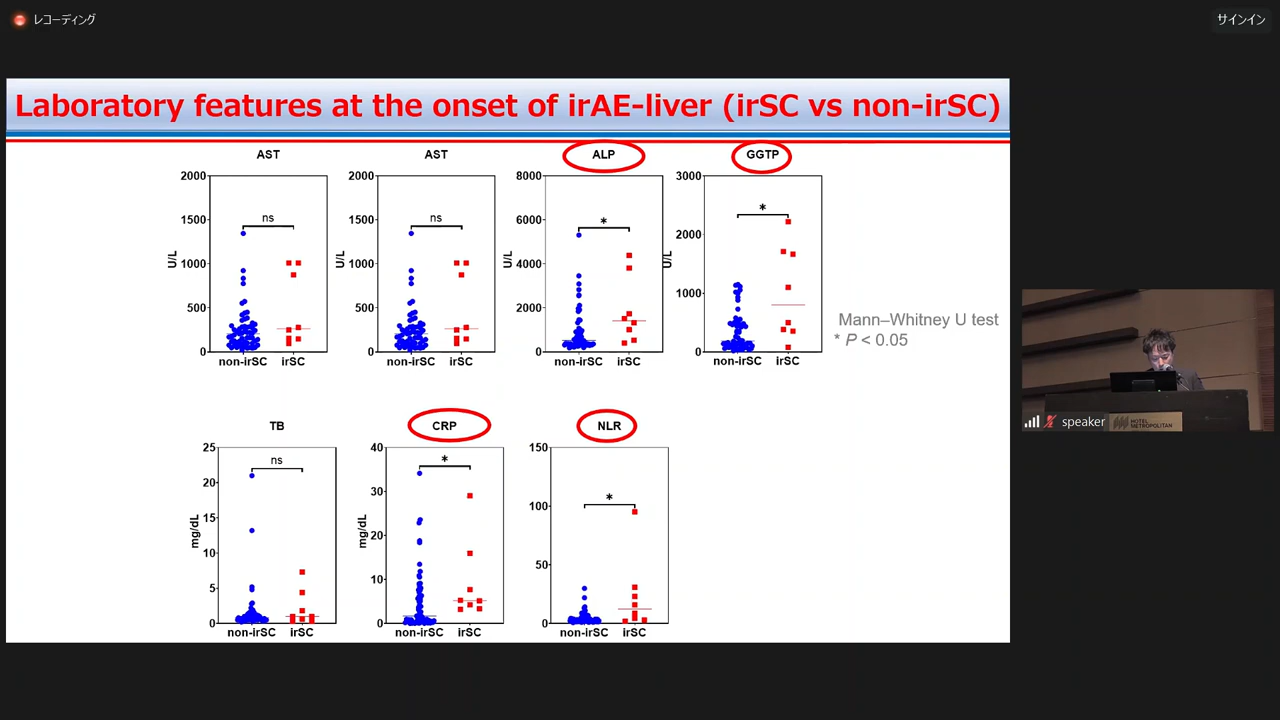 レコーディング
サインイン
Laboratory features at the onset of irAE-liver (irSC vs non-irSC)
AST
AST
ALP
GGTP
2000
1500
1000
500
0
U/L
ns
non-irSC
irSC
2000
1500
1000
500
0
U/L
ns
non-irSC
irSC
8000
6000
4000
2000
0
U/L
*
non-irSC
irSC
3000
2000
1000
0
U/L
*
non-irSC
irSC
Mann–Whitney U test
* P < 0.05
TB
CRP
NLR
25
20
15
10
5
0
mg/dL
ns
non-irSC
irSC
40
30
20
10
0
mg/dL
*
non-irSC
irSC
150
100
50
0
*
non-irSC
irSC
speaker
HOTEL
METROPOLITAN